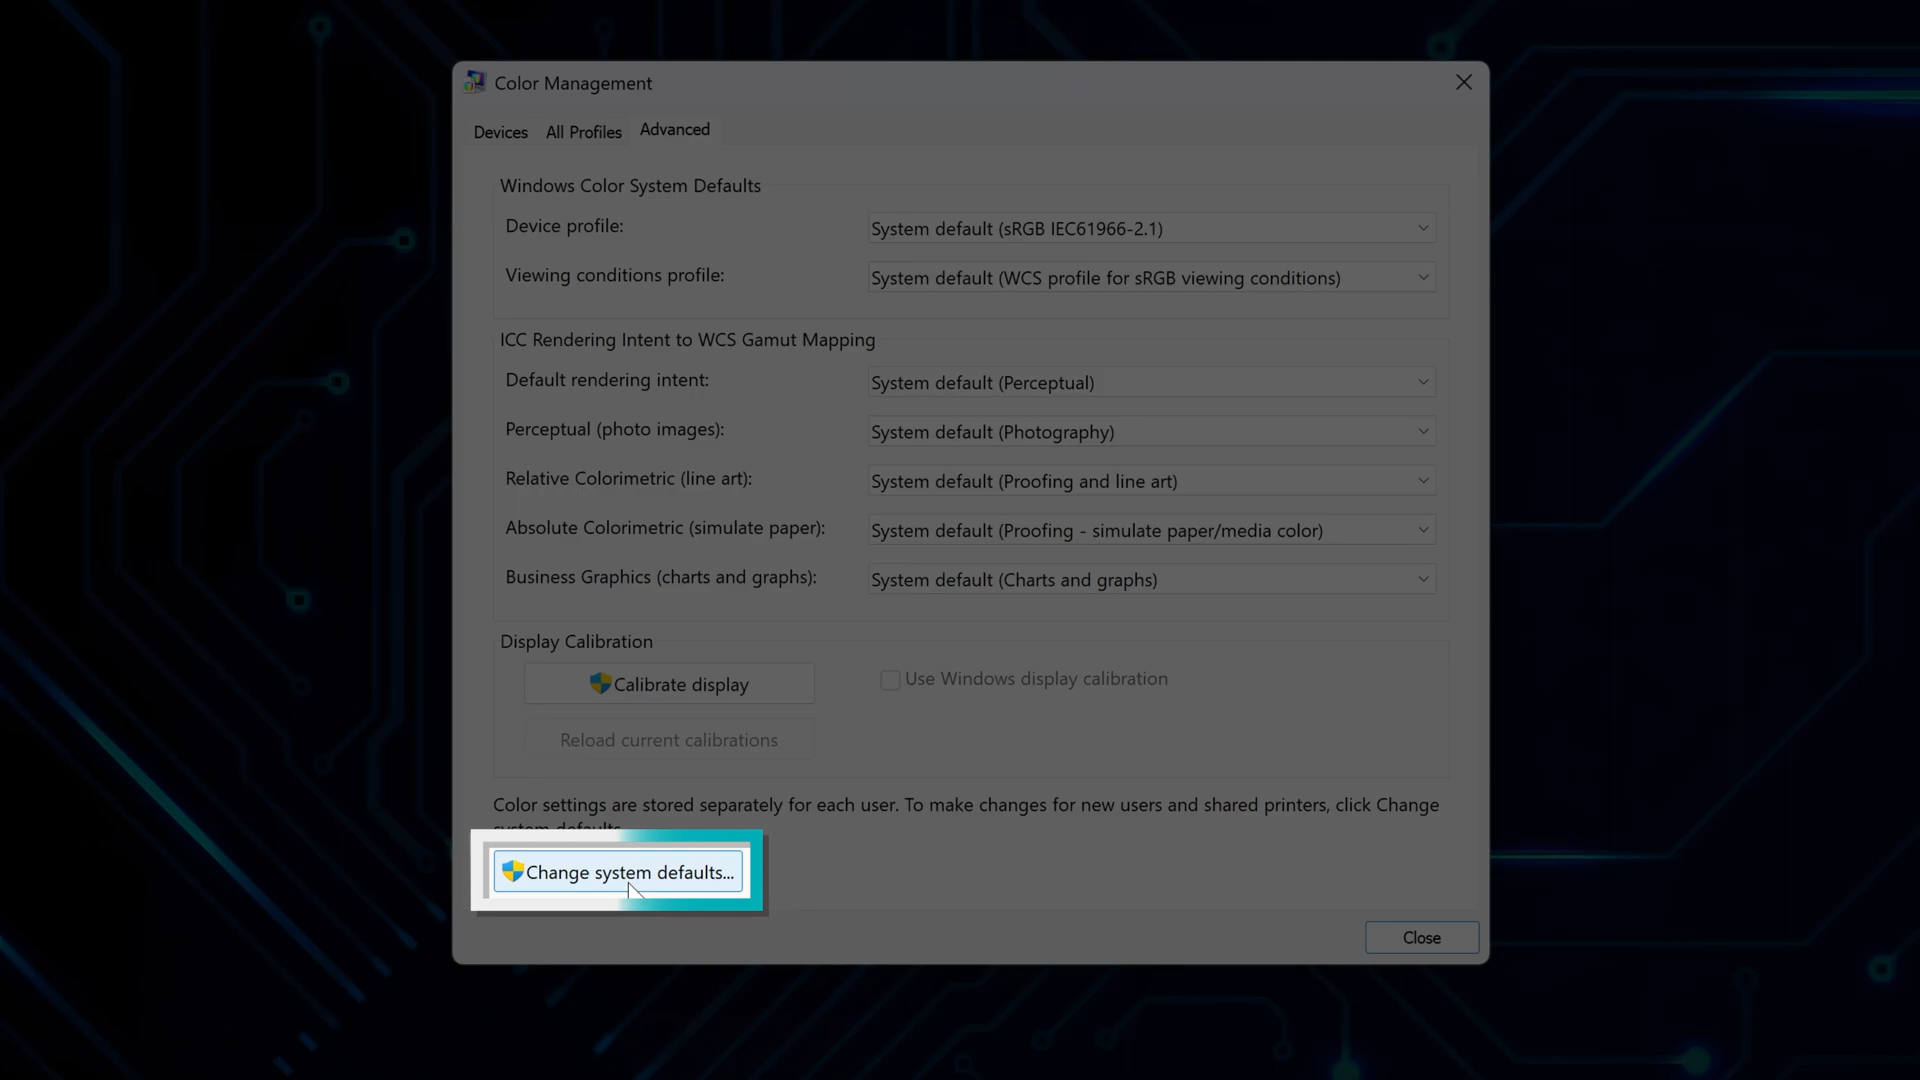 Color Management
Devices
All Profiles
Advanced
Windows Color System Defaults
Device profile:
System default (sRGB IEC61966-2.1)
Viewing conditions profile:
System default (WCS profile for sRGB viewing conditions)
ICC Rendering Intent to WCS Gamut Mapping
Default rendering intent:
System default (Perceptual)
Perceptual (photo images):
System default (Photography)
Relative Colorimetric (line art):
System default (Proofing and line art)
Absolute Colorimetric (simulate paper):
System default (Proofing - simulate paper/media color)
Business Graphics (charts and graphs):
System default (Charts and graphs)
Display Calibration
Calibrate display
Use Windows display calibration
Reload current calibrations
Color settings are stored separately for each user. To make changes for new users and shared printers, click Change
system defaults.
Change system defaults...
Close